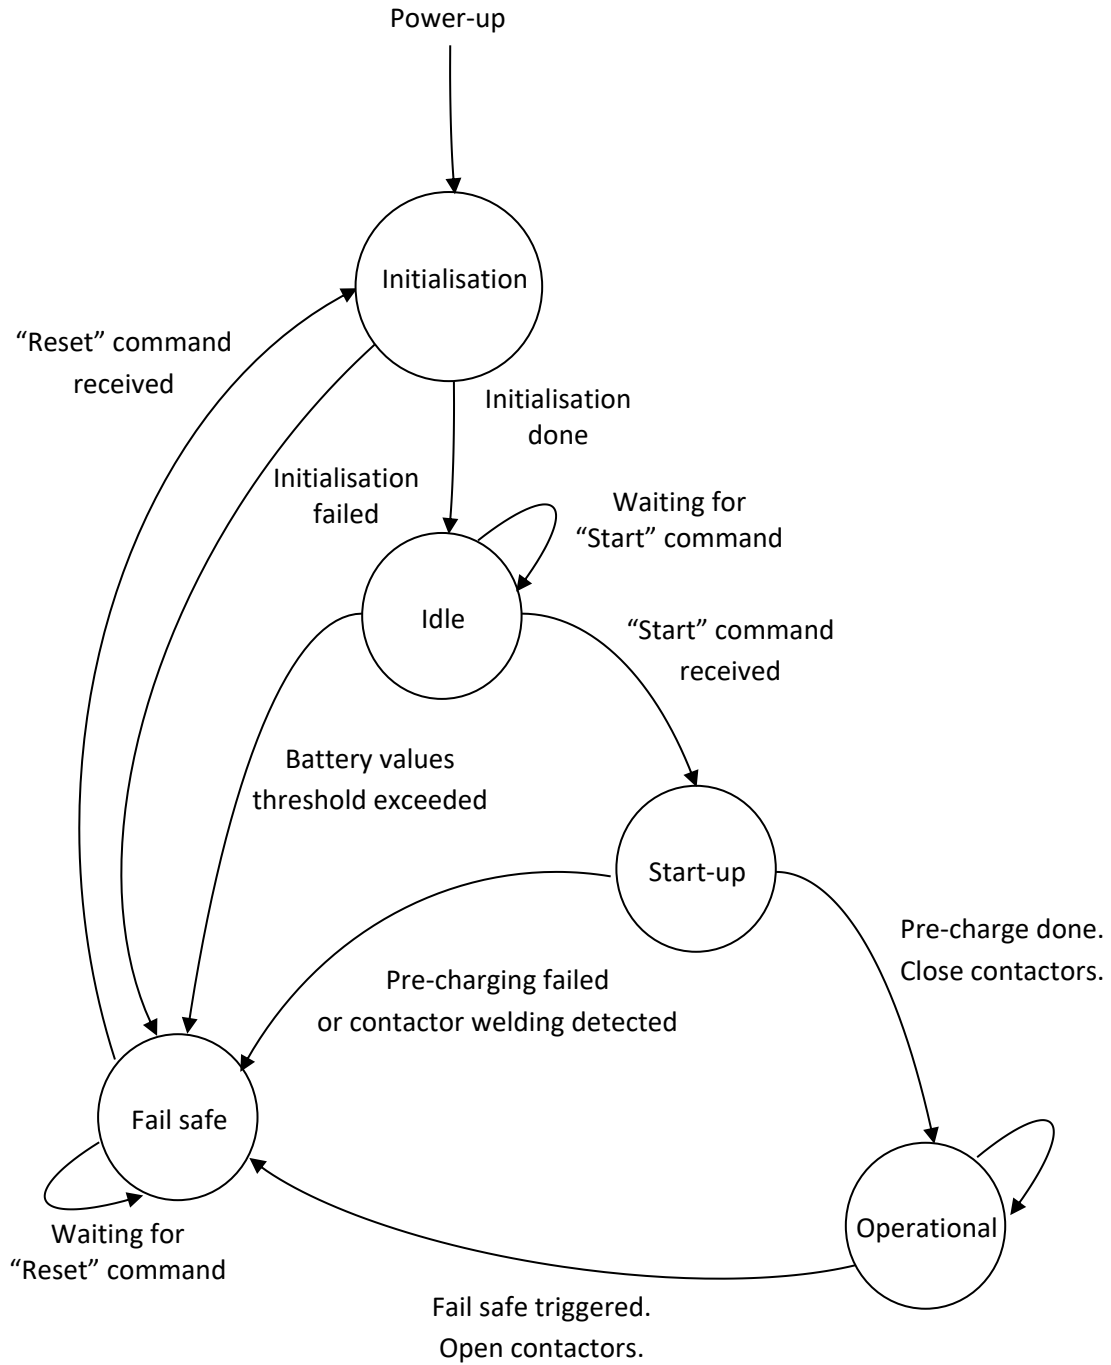 Power-up
Initialisation
“Reset” command
received
Initialisation
done
Initialisation
failed
Waiting for
“Start” command
Idle
“Start” command
received
Battery values
threshold exceeded
Start-up
Pre-charge done.
Close contactors.
Pre-charging failed
or contactor welding detected
Fail safe
Operational
Waiting for
“Reset” command
Fail safe triggered.
Open contactors.